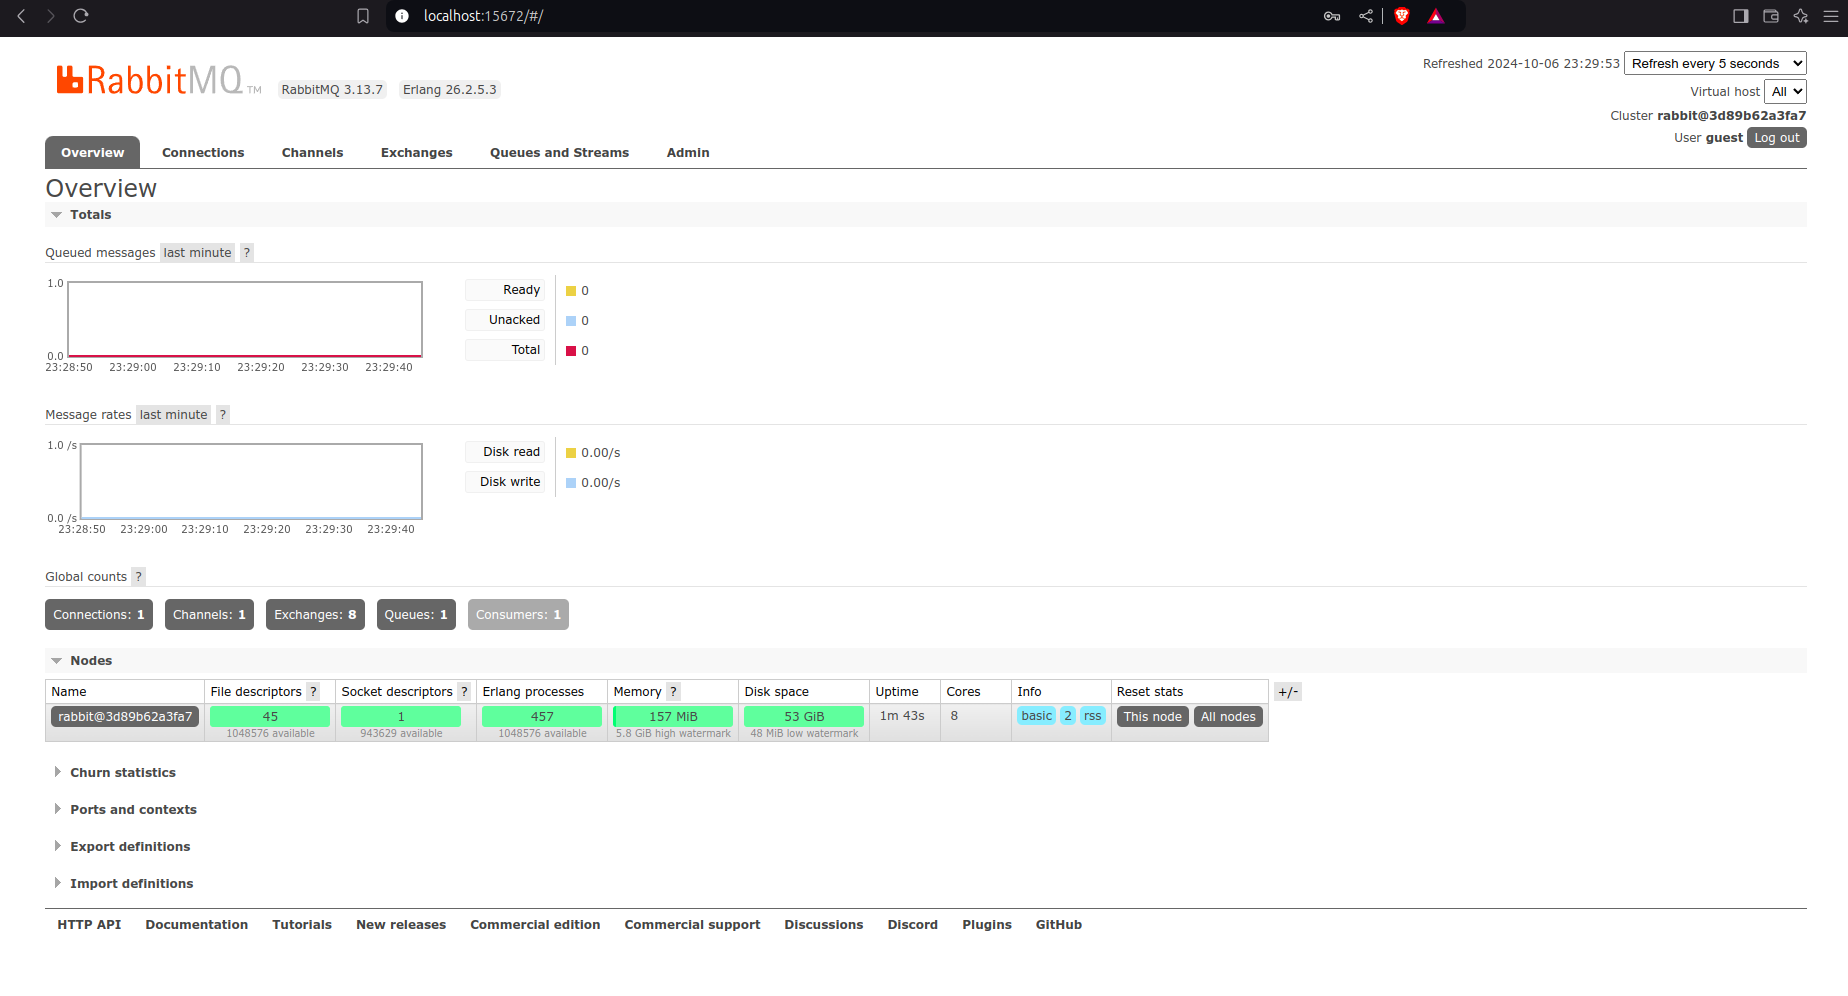 localhost:15672/#/
RabbitMQ TM RabbitMQ 3.13.7 Erlang 26.2.5.3
Refreshed 2024-10-06 23:29:53 Refresh every 5 seconds
Virtual host All
Cluster rabbit@3d89b62a3fa7
User guest Log out
Overview Connections Channels Exchanges Queues and Streams Admin
Overview
Totals
Queued messages last minute ?
1.0
0.0
23:28:50 23:29:00 23:29:10 23:29:20 23:29:30 23:29:40
Ready 0
Unacked 0
Total 0
Message rates last minute ?
1.0 /s
0.0 /s
23:28:50 23:29:00 23:29:10 23:29:20 23:29:30 23:29:40
Disk read 0.00/s
Disk write 0.00/s
Global counts ?
Connections: 1 Channels: 1 Exchanges: 8 Queues: 1 Consumers: 1
Nodes
Name File descriptors ? Socket descriptors ? Erlang processes Memory ? Disk space Uptime Cores Info Reset stats +/-
rabbit@3d89b62a3fa7 45 1 457 157 MiB 53 GiB 1m 43s 8 basic 2 rss This node All nodes
1048576 available 943629 available 1048576 available 5.8 GiB high watermark 48 MiB low watermark
Churn statistics
Ports and contexts
Export definitions
Import definitions
HTTP API Documentation Tutorials New releases Commercial edition Commercial support Discussions Discord Plugins GitHub